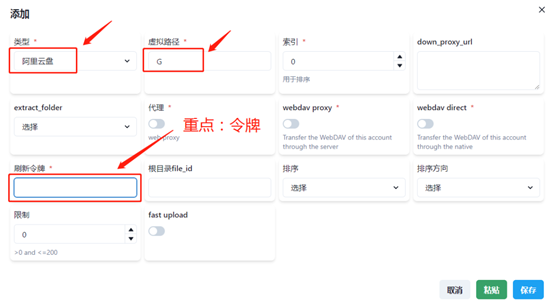 添加
类型 *
虚拟路径 *
索引 *
down_proxy_url
阿里云盘
G
0
用于排序
extract_folder
代理 *
webdav proxy *
webdav direct *
选择
web proxy
Transfer the WebDAV of this account
through the server
Transfer the WebDAV of this account
through the native
重点：令牌
刷新令牌 *
根目录file_id
排序
排序方向
选择
选择
限制
fast upload
0
>0 and <=200
取消
粘贴
保存